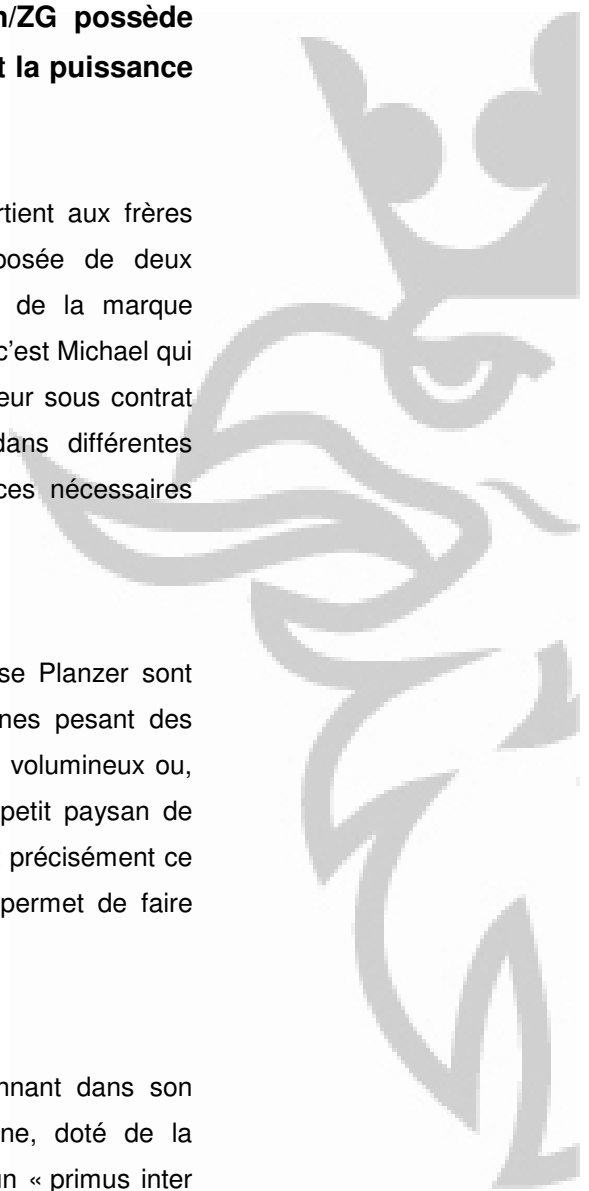 n/ZG possède
t la puissance
rtient aux frères
posée de deux
de la marque
c'est Michael qui
eur sous contrat
dans différentes
ces nécessaires
se Planzer sont
nes pesant des
volumineux ou,
petit paysan de
précisément ce
permet de faire
nnant dans son
ne, doté de la
un « primus inter